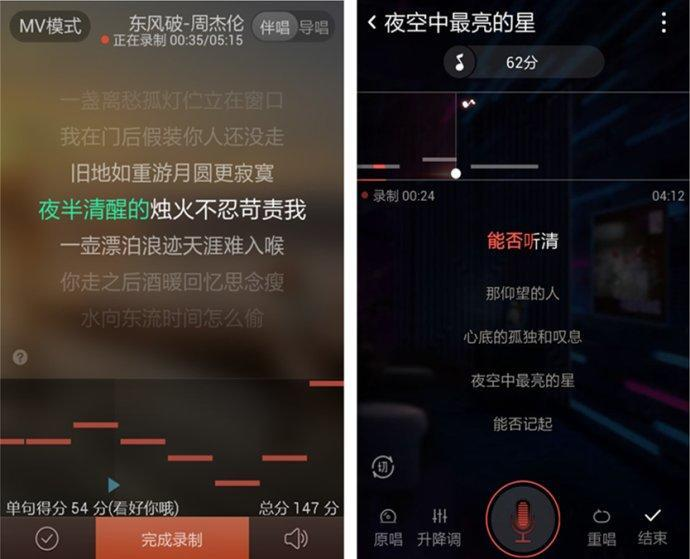 MV模式
东风破-周杰伦
正在录制 00:35/05:15
伴唱
导唱
一盏离愁孤灯伫立在窗口
我在门后假装你人还没走
旧地如重游月圆更寂寞
夜半清醒的烛火不忍苛责我
一壶漂泊浪迹天涯难入喉
你走之后酒暖回忆思念瘦
水向东流时间怎么偷
?
单句得分 54 分(看好你哦)
总分 147 分
完成录制
夜空中最亮的星
62分
录制 00:24
04:12
能否听清
那仰望的人
心底的孤独和叹息
夜空中最亮的星
能否记起
切
原唱
升降调
重唱
结束